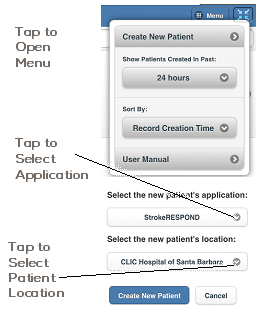 Tap to
Open
Menu
Menu
Create New Patient
Show Patients Created In Past:
24 hours
Sort By:
Record Creation Time
User Manual
Tap to
Select
Application
Select the new patient's application:
StrokeRESPOND
Select the new patient's location:
Tap to
Select
Patient
Location
CLIC Hospital of Santa Barbara
Create New Patient
Cancel